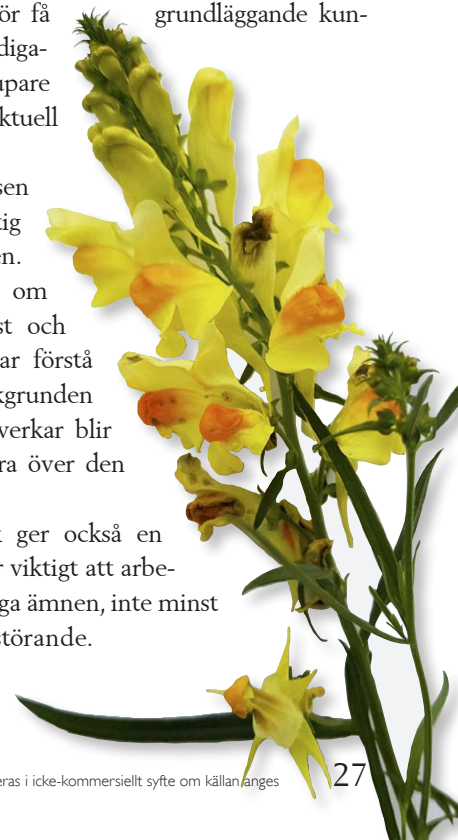 ör få grundläggande kun-
diga-
upare
ktuell
sen
tig
en.
om
st och
ar förstå
kgrunden
verkar blir
ra över den
k ger också en
r viktigt att arbe-
ga ämnen, inte minst
störande.
eras i icke-kommersiellt syfte om källan anges
27